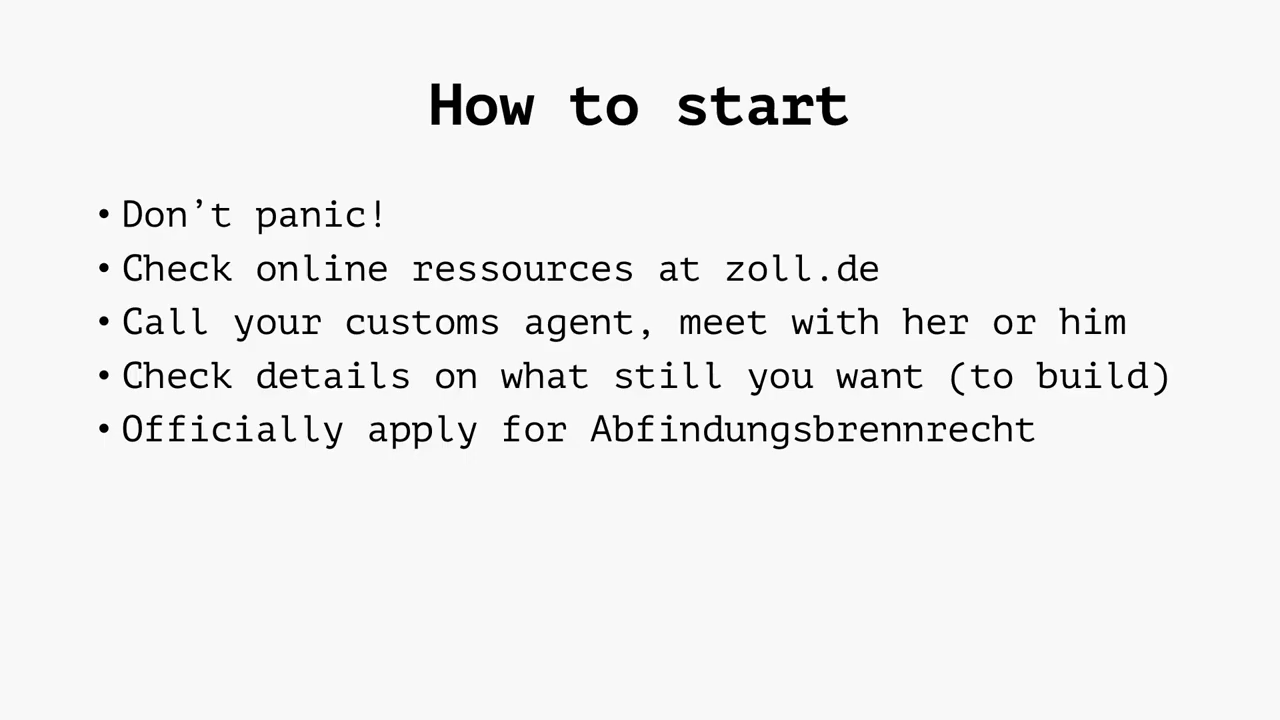 How to start
• Don’t panic!
• Check online ressources at zoll.de
• Call your customs agent, meet with her or him
• Check details on what still you want (to build)
• Officially apply for Abfindungsbrennrecht